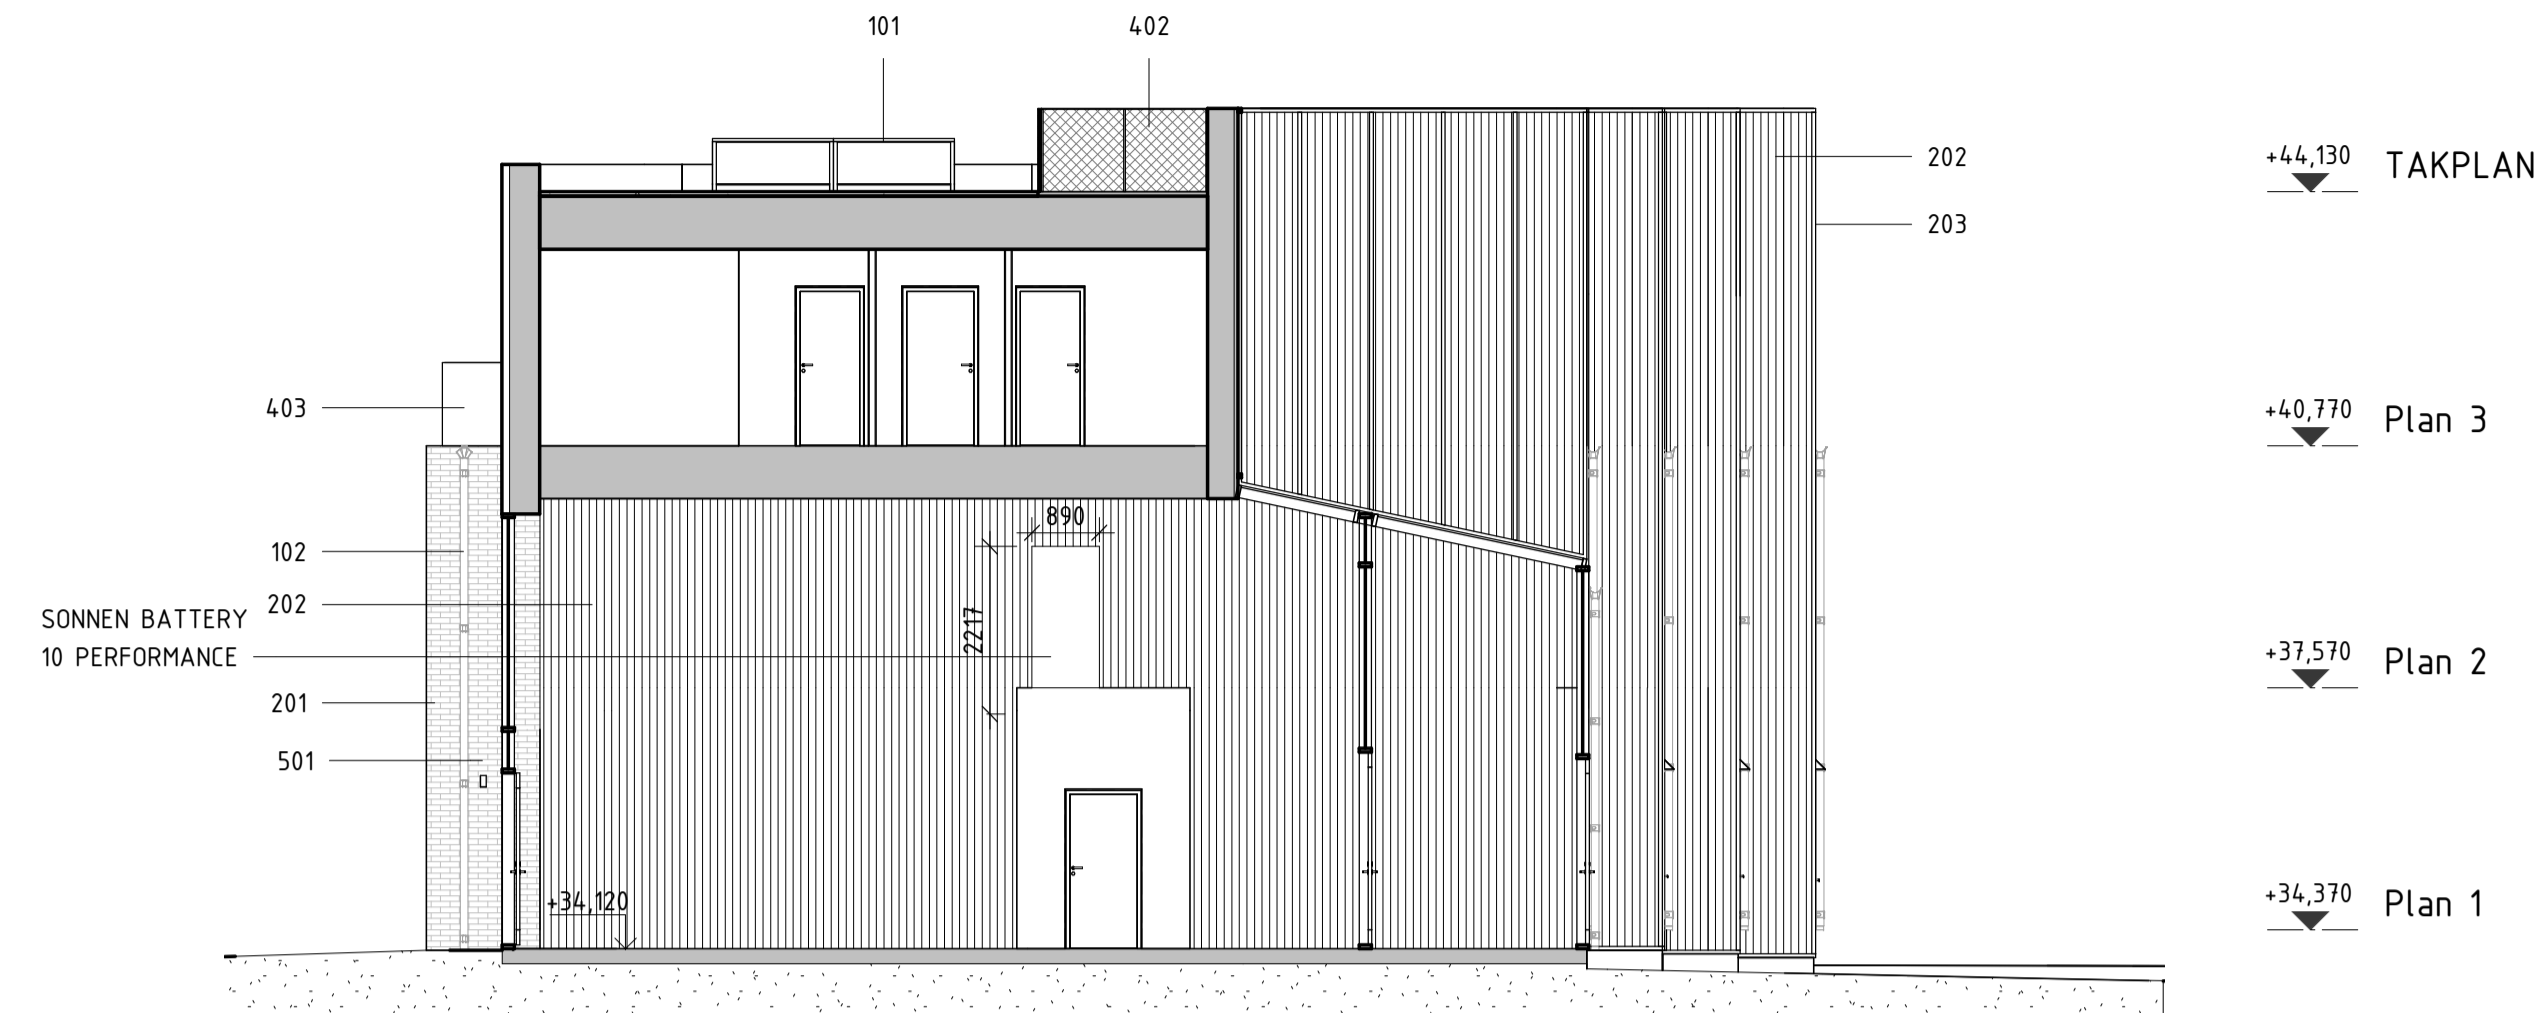 101
402
202
+44,130
TAKPLAN
203
403
+40,770
Plan 3
890
102
202
SONNEN BATTERY
10 PERFORMANCE
2217
+37,570
Plan 2
201
501
+34,120
+34,370
Plan 1